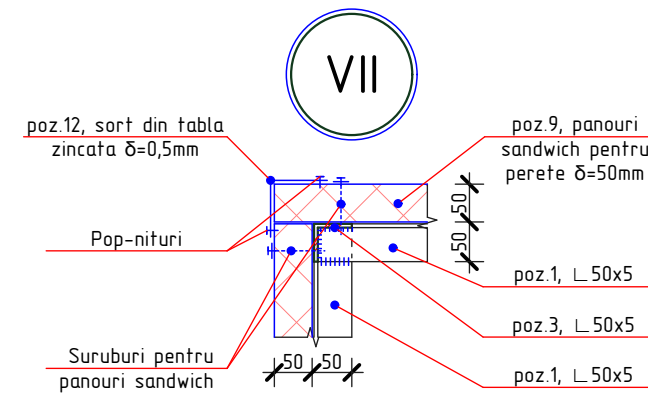 VII
poz.12, sort din tabla
zincata δ=0,5mm
poz.9, panouri
sandwich pentru
perete δ=50mm
50
50
Pop-nituri
poz.1, ∟50x5
poz.3, ∟50x5
Suruburi pentru
panouri sandwich
50 50
poz.1, ∟50x5